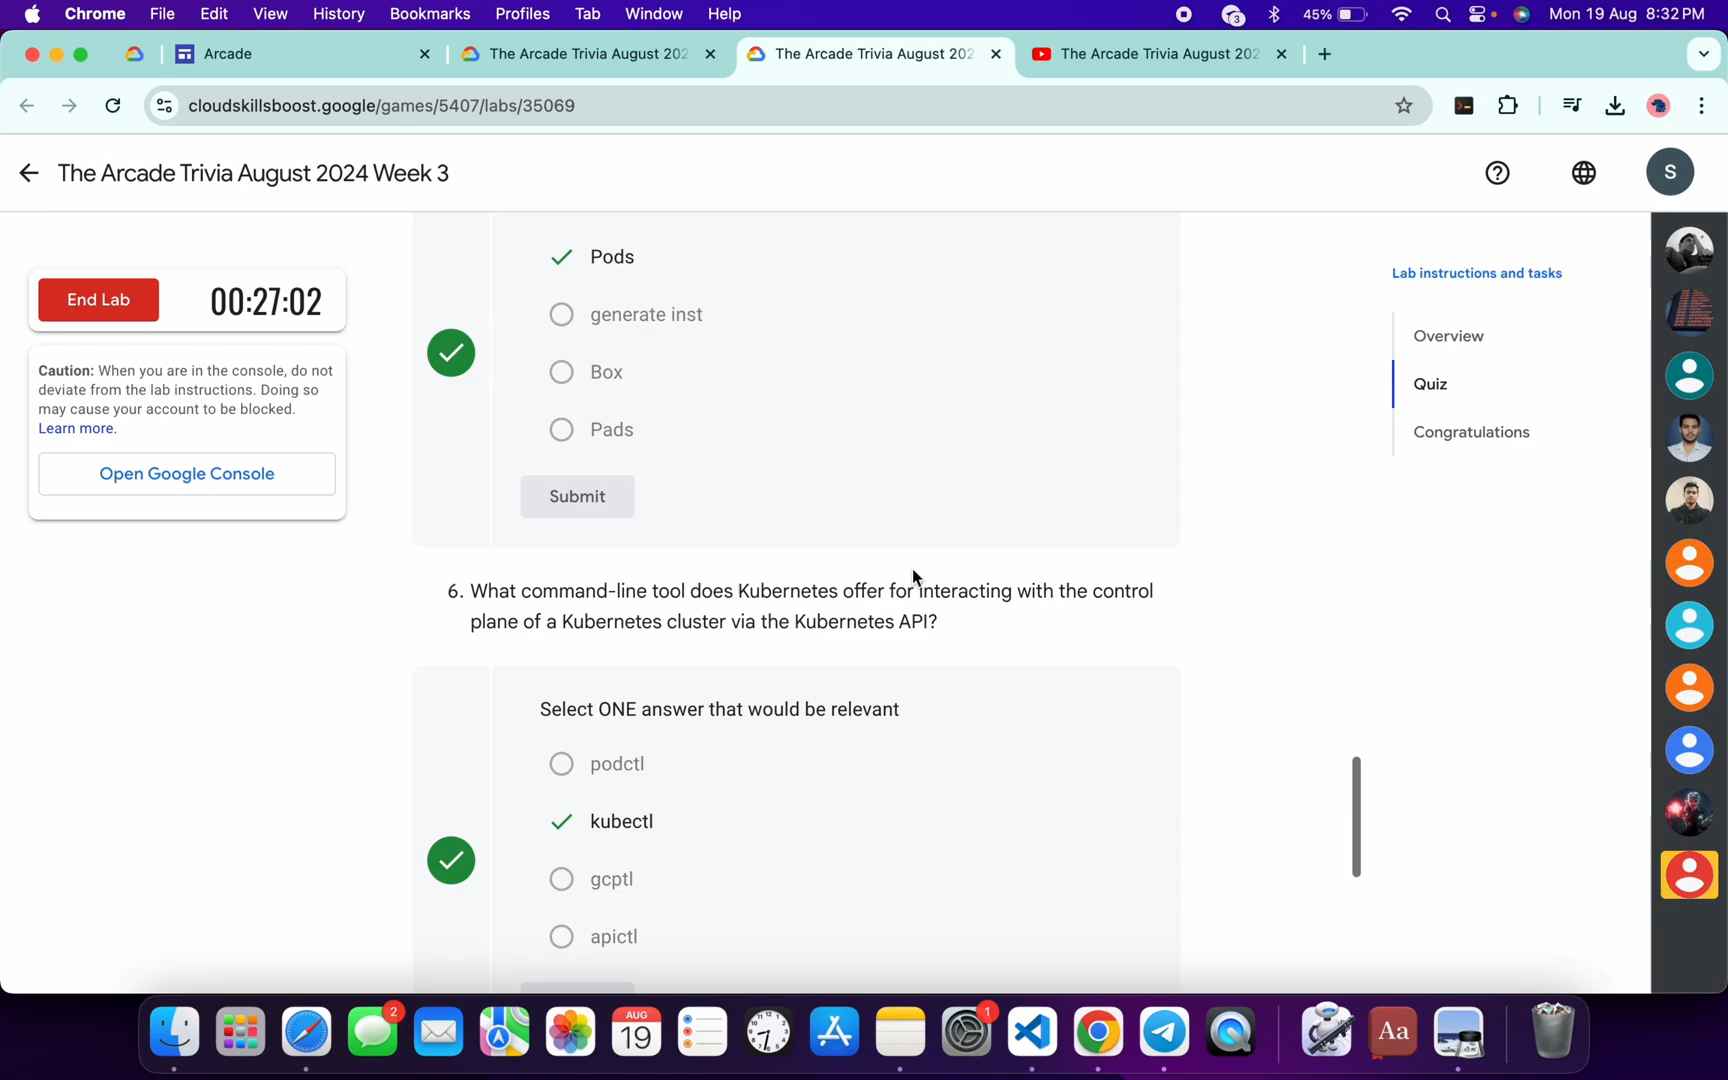 Chrome File Edit View History Bookmarks Profiles Tab Window Help 3 45% Mon 19 Aug 8:32 PM
Arcade
The Arcade Trivia August 202
The Arcade Trivia August 202
The Arcade Trivia August 202
cloudskillsboost.google/games/5407/labs/35069
The Arcade Trivia August 2024 Week 3
S
End Lab
00:27:02
Caution: When you are in the console, do not
deviate from the lab instructions. Doing so
may cause your account to be blocked.
Learn more.
Open Google Console
Pods
generate inst
Box
Pads
Submit
6. What command-line tool does Kubernetes offer for interacting with the control
plane of a Kubernetes cluster via the Kubernetes API?
Select ONE answer that would be relevant
podctl
kubectl
gcptl
apictl
Lab instructions and tasks
Overview
Quiz
Congratulations
2
AUG
19
1
Aa